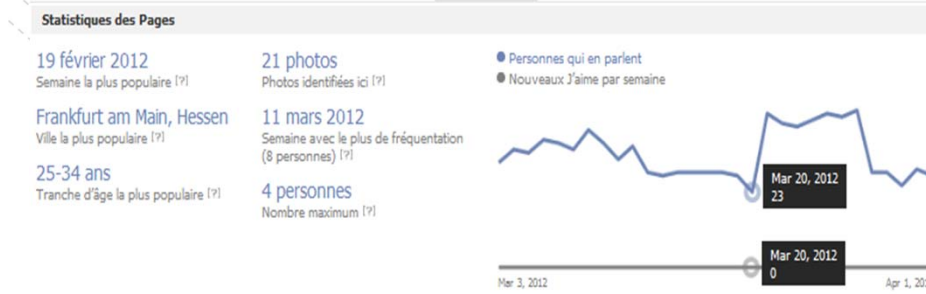 Statistiques des Pages
19 février 2012
Semaine la plus populaire [?]
Frankfurt am Main, Hessen
Ville la plus populaire [?]
25-34 ans
Tranche d'âge la plus populaire [?]
21 photos
Photos identifiées ici [?]
11 mars 2012
Semaine avec le plus de fréquentation
(8 personnes) [?]
4 personnes
Nombre maximum [?]
Personnes qui en parlent
Nouveaux J'aime par semaine
Mar 20, 2012
23
Mar 20, 2012
0
Mar 3, 2012
Apr 1, 20